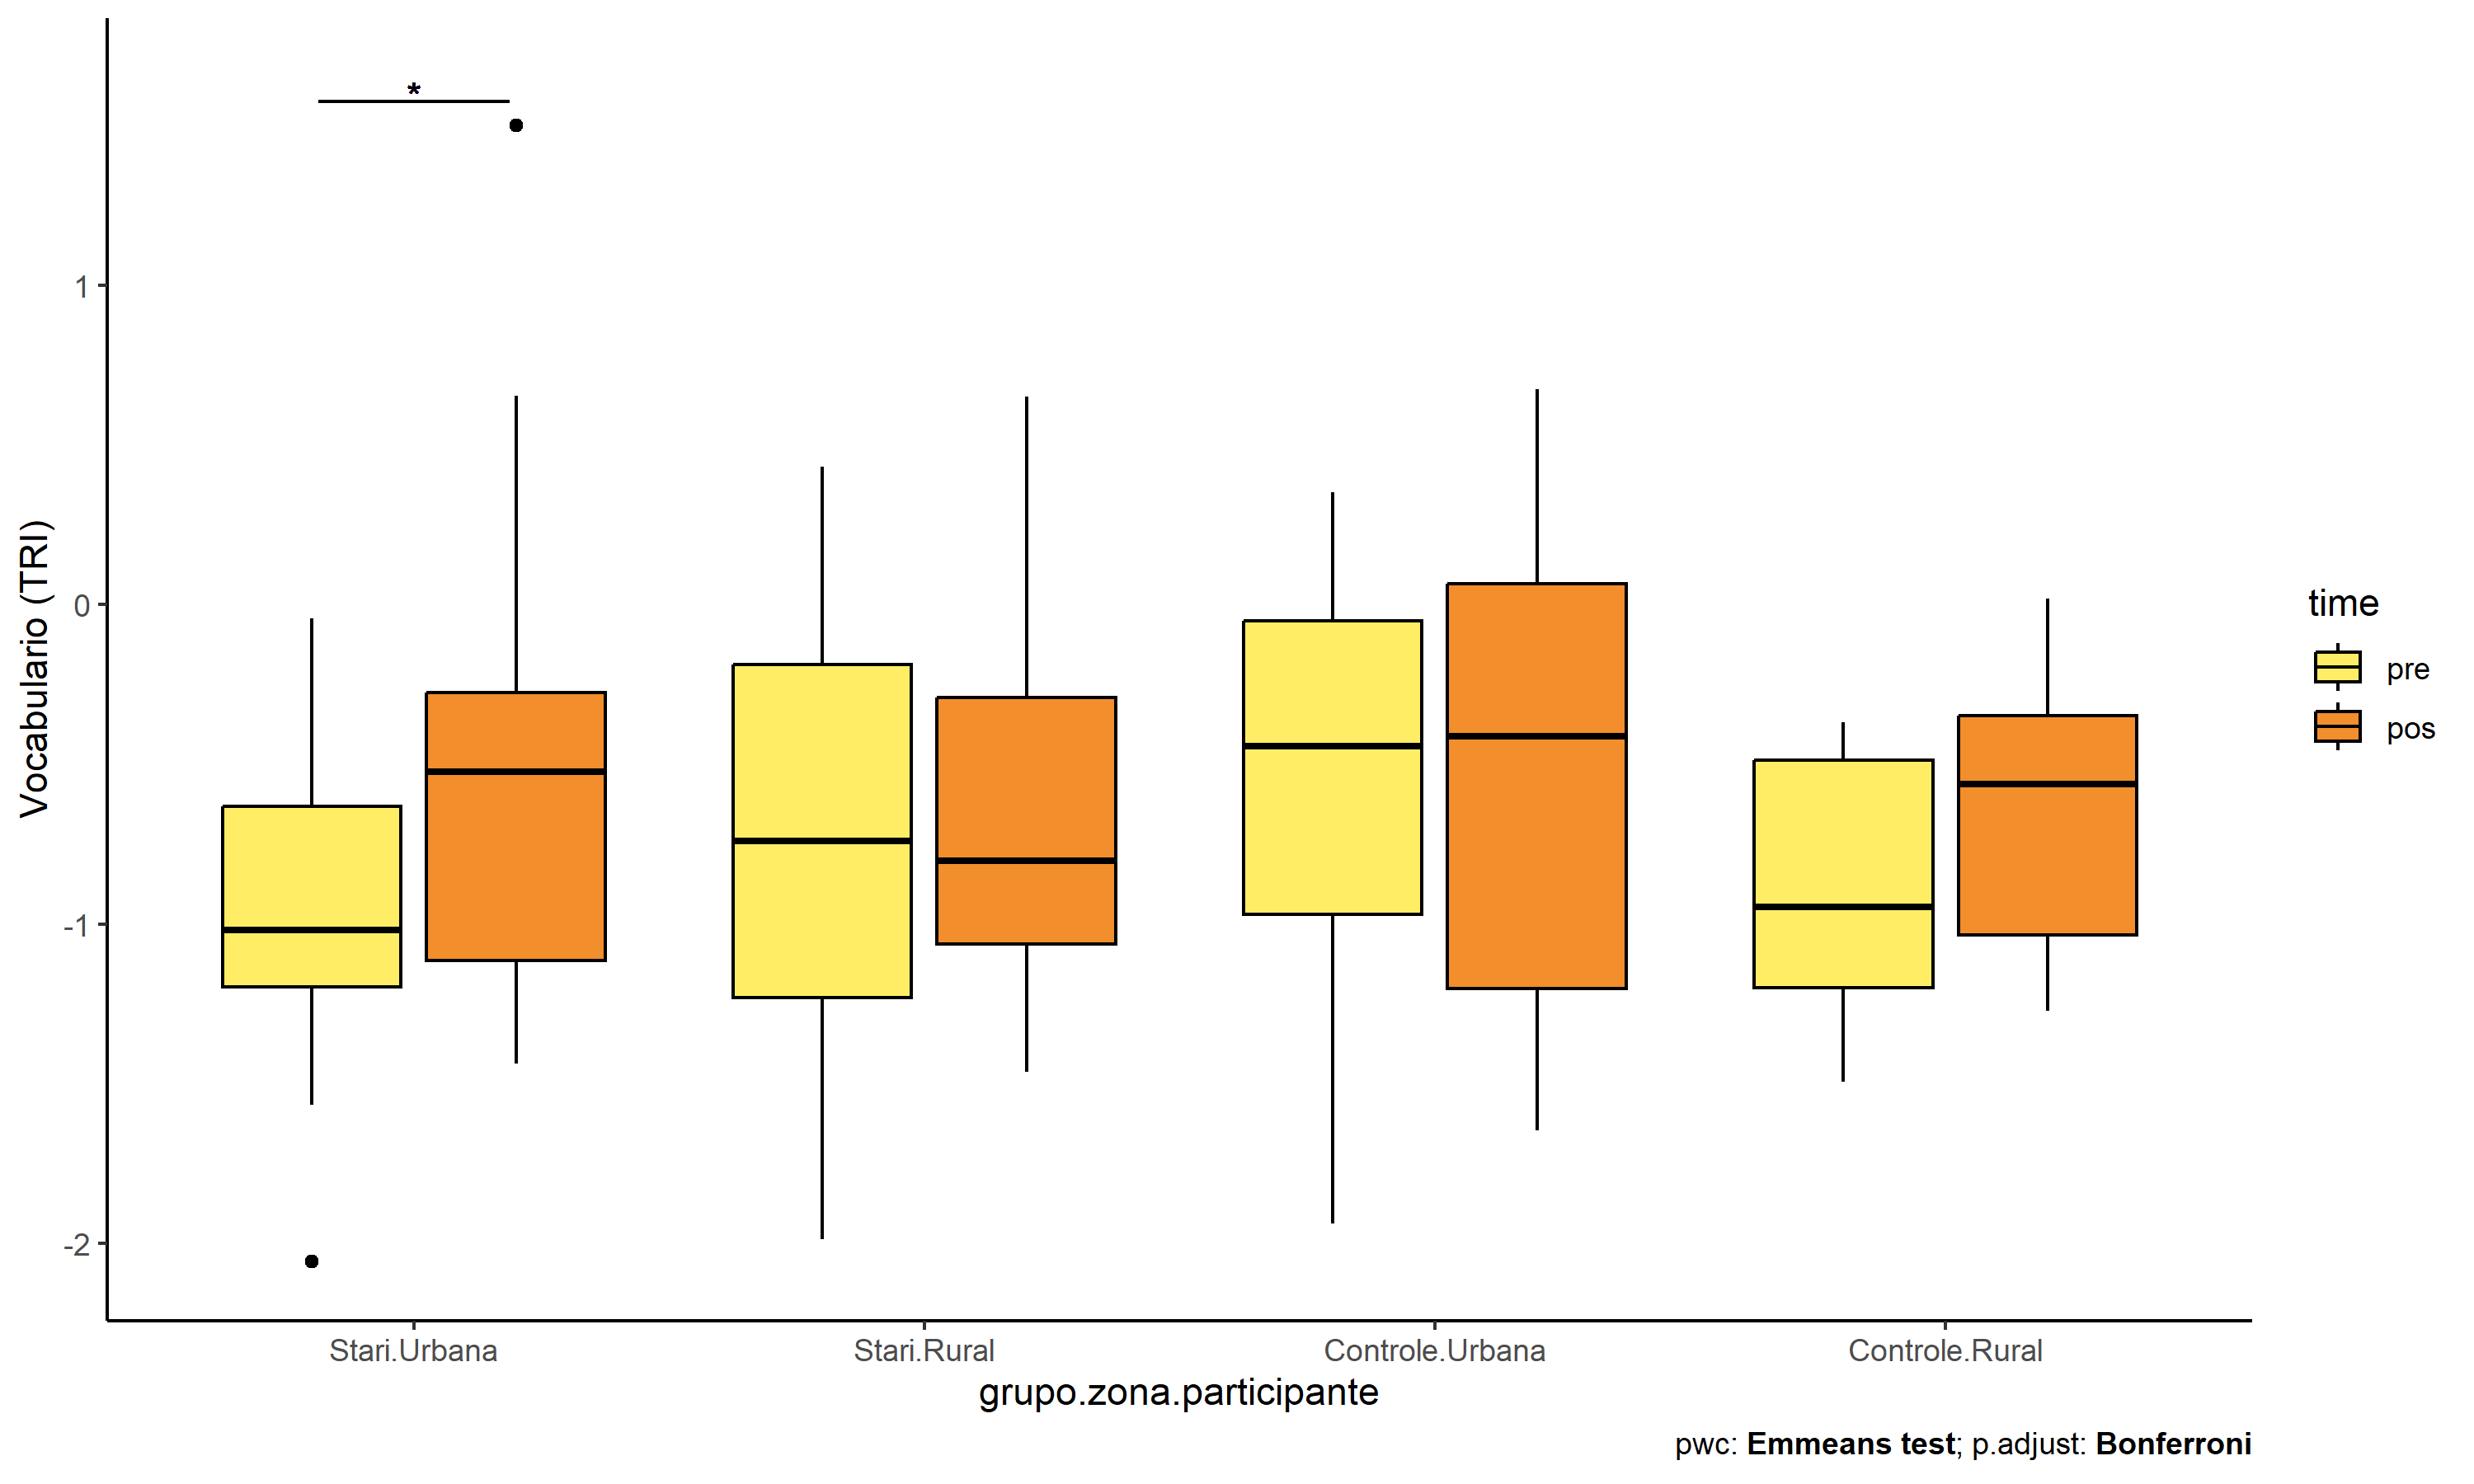 *
1
0
-1
-2
Vocabulario (TRI)
Stari.Urbana
Stari.Rural
Controle.Urbana
Controle.Rural
grupo.zona.participante
time
pre
pos
pwc: Emmeans test; p.adjust: Bonferroni